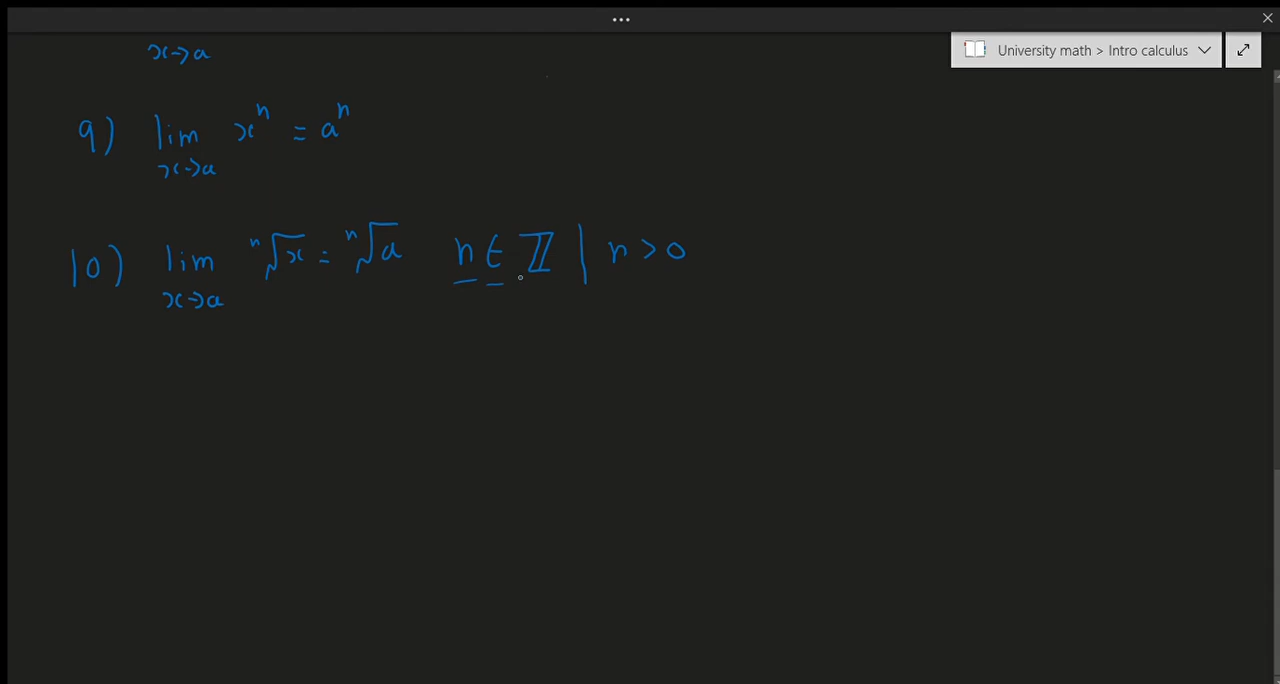 ••• ×
University math > Intro calculus
x→a
9) lim xⁿ = aⁿ
x→a
10) lim ⁿ√x = ⁿ√a n ∈ ℤ | n > 0
x→a